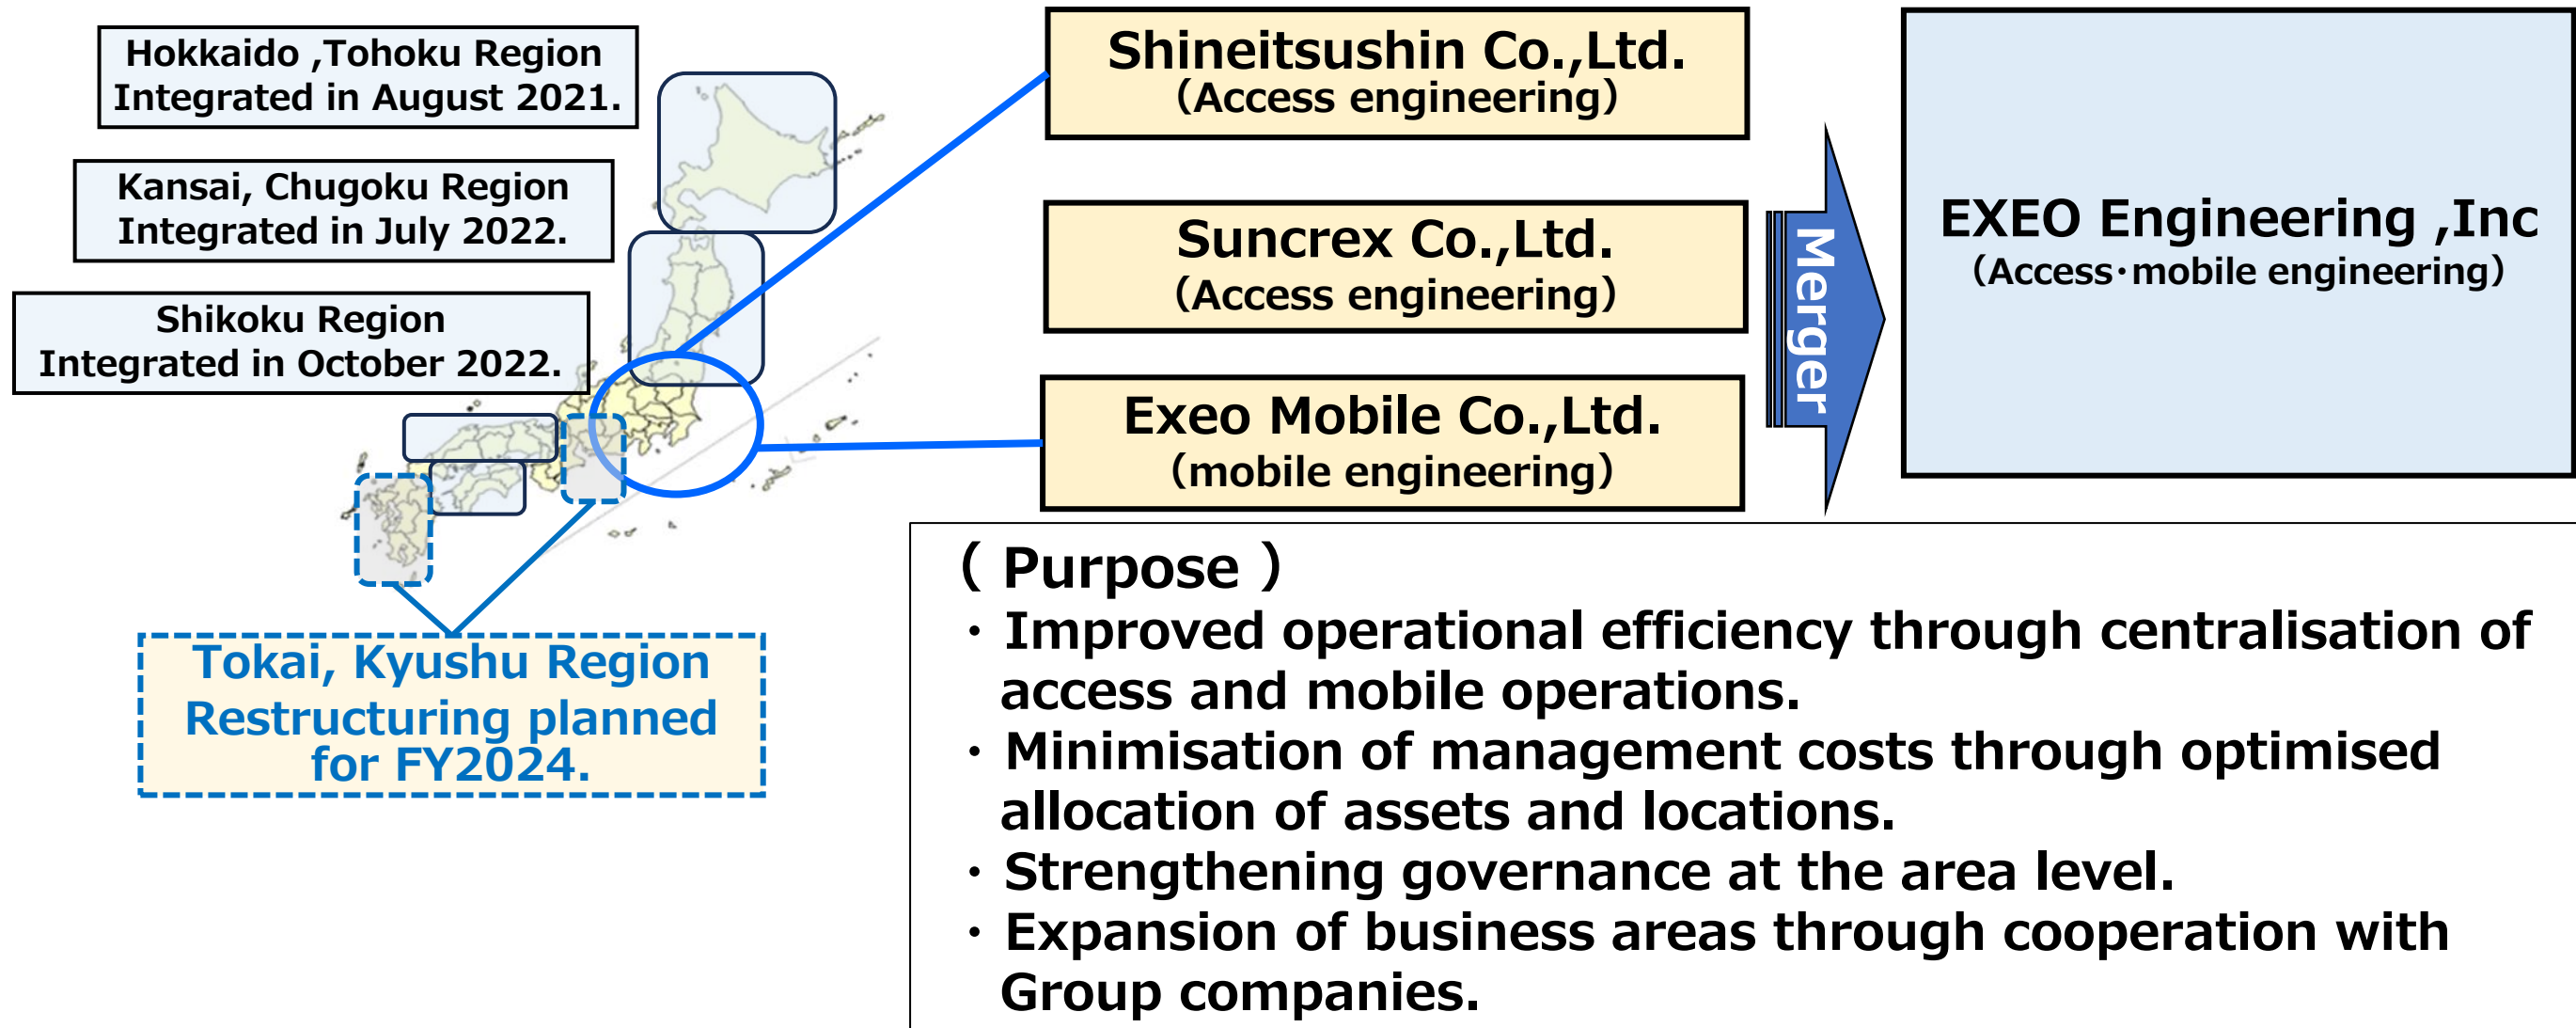 Hokkaido ,Tohoku Region
Integrated in August 2021.
Kansai, Chugoku Region
Integrated in July 2022.
Shikoku Region
Integrated in October 2022.
Tokai, Kyushu Region
Restructuring planned
for FY2024.
Shineitsushin Co.,Ltd.
（Access engineering）
Suncrex Co.,Ltd.
（Access engineering）
Exeo Mobile Co.,Ltd.
（mobile engineering）
Merger
EXEO Engineering ,Inc
（Access・mobile engineering）
（ Purpose ）
・Improved operational efficiency through centralisation of
access and mobile operations.
・Minimisation of management costs through optimised
allocation of assets and locations.
・Strengthening governance at the area level.
・Expansion of business areas through cooperation with
Group companies.